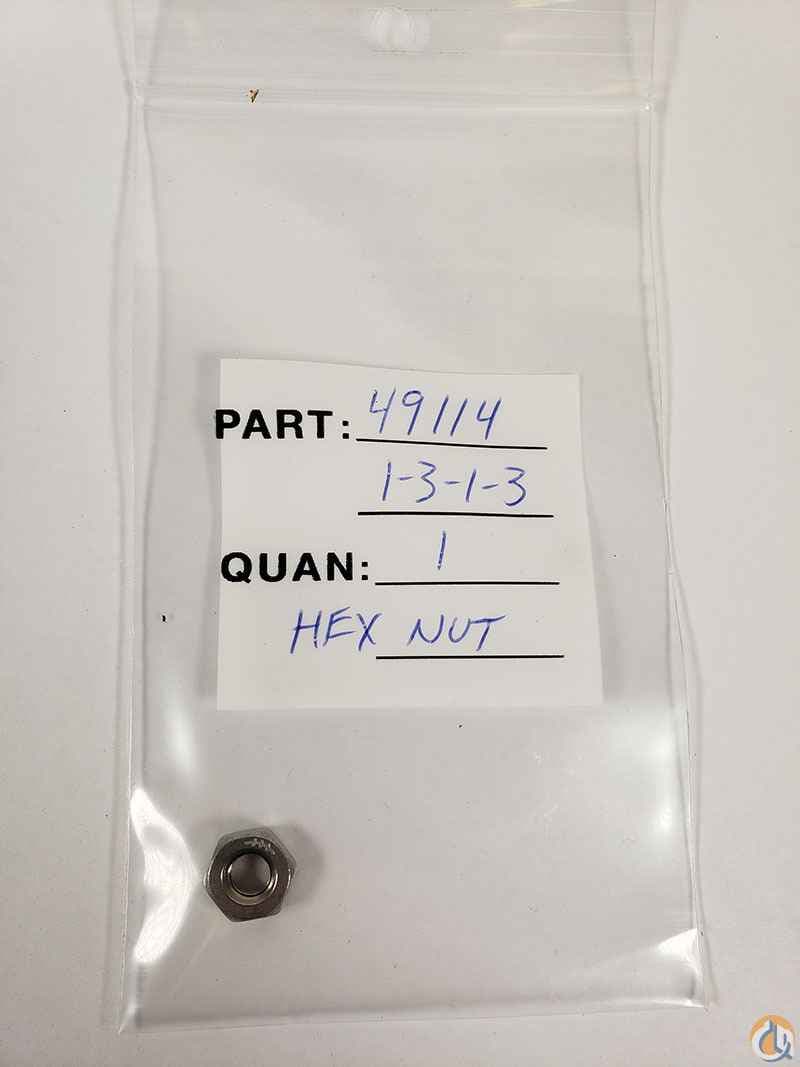 PART: 49114
1-3-1-3
QUAN: 1
HEX NUT